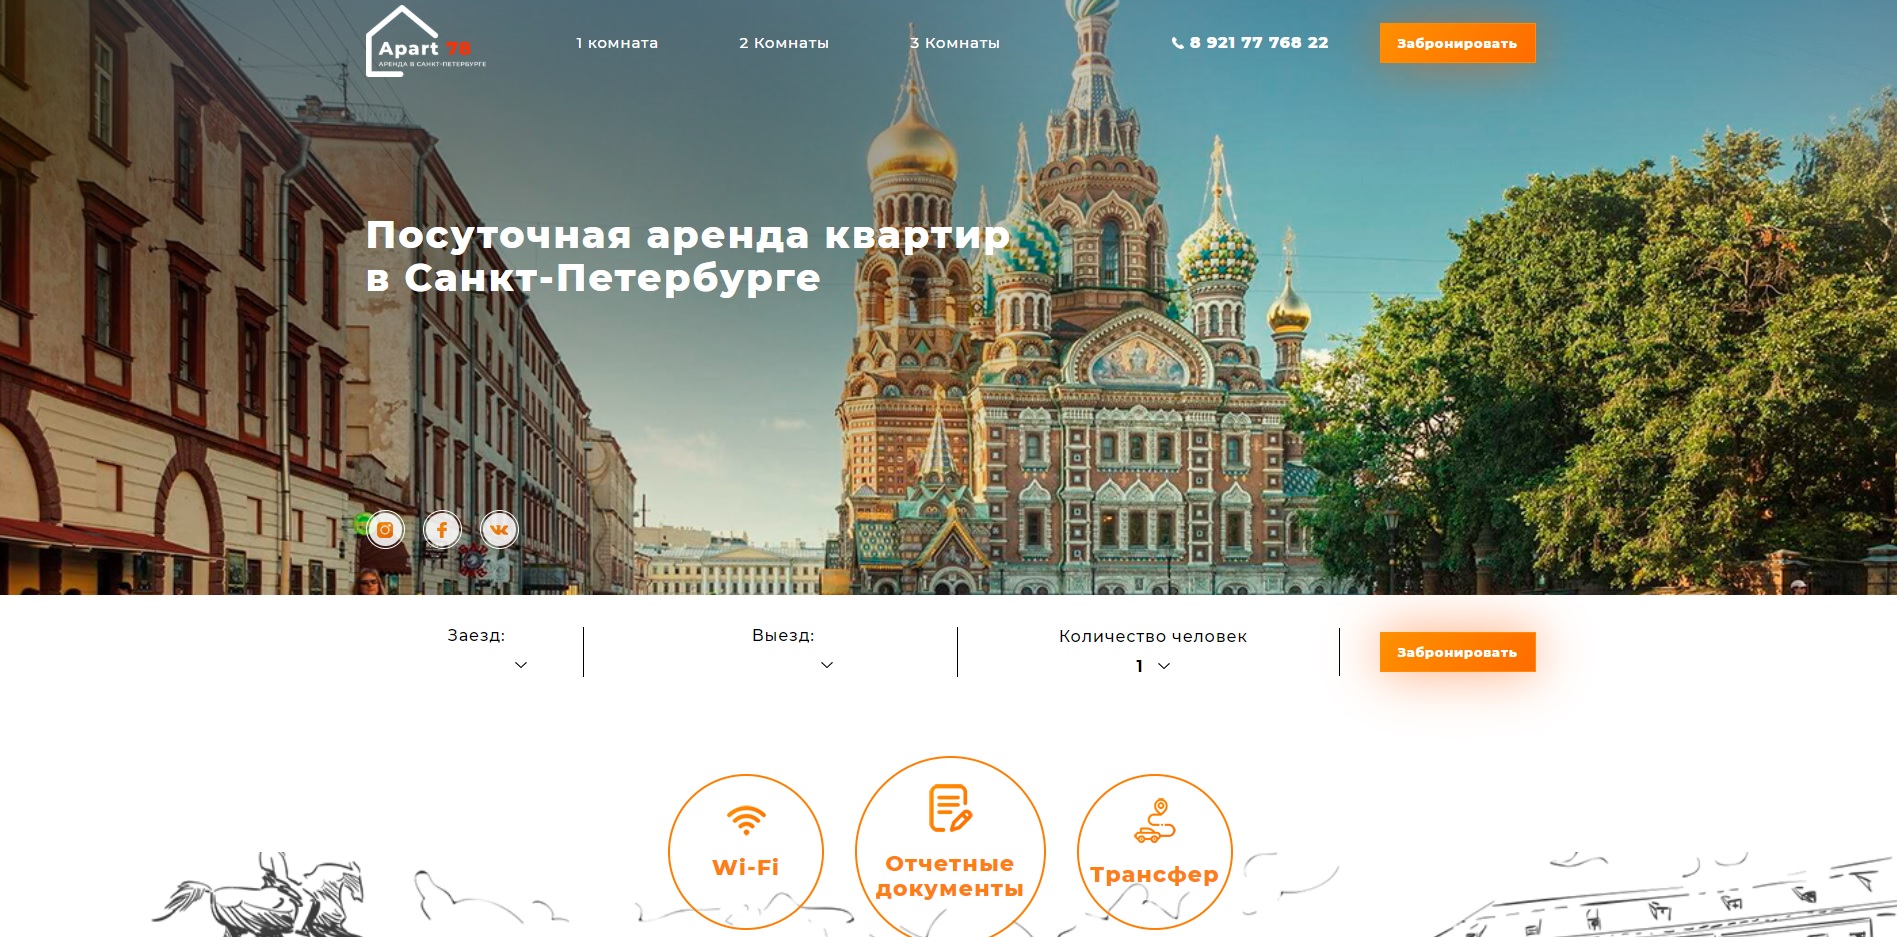 Apart 78
АРЕНДА В САНКТ-ПЕТЕРБУРГЕ
1 комната
2 Комнаты
3 Комнаты
8 921 77 768 22
Забронировать
Посуточная аренда квартир
в Санкт-Петербурге
Заезд:
Выезд:
Количество человек
1
Забронировать
Wi-Fi
Отчетные
документы
Трансфер